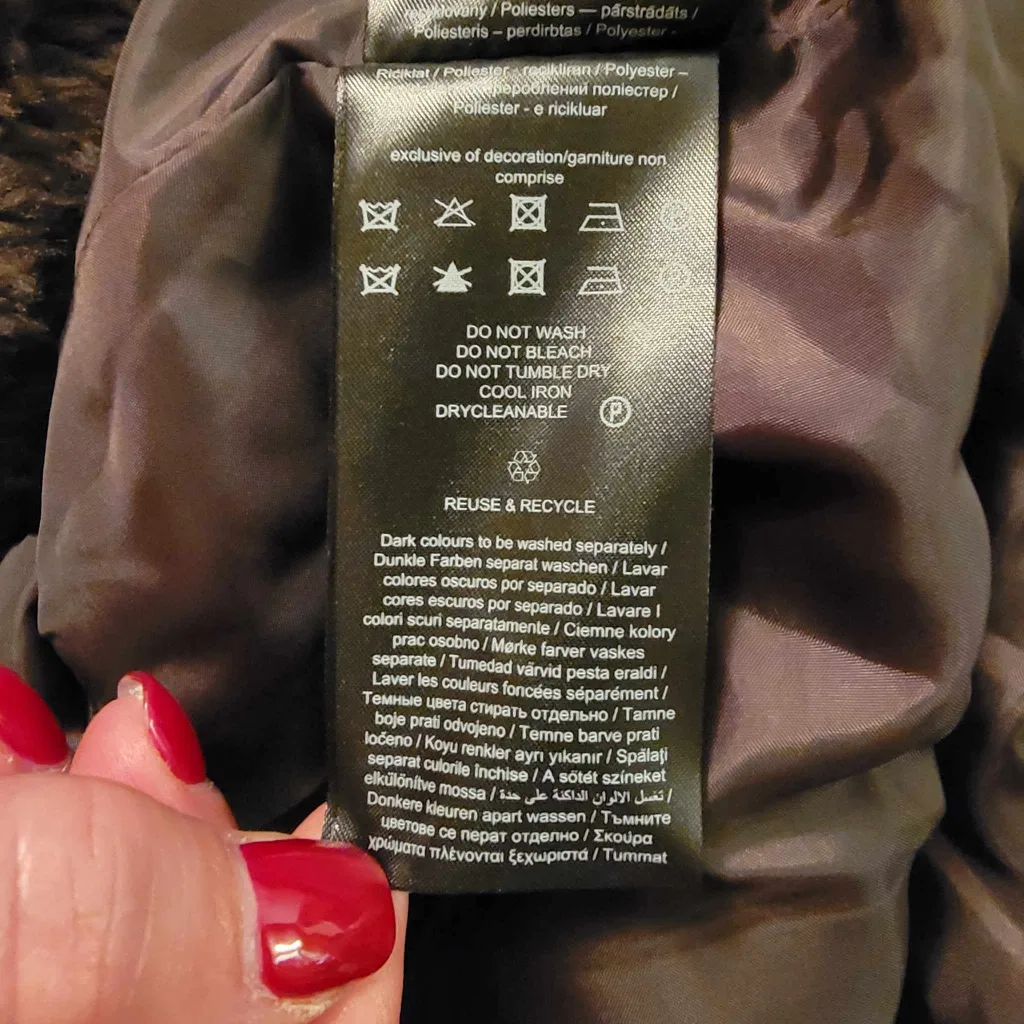 / Poliesters — pārstrādāts /
Poliesteris – perdirbtas / Polyester -
Riciklat / Poliester - recikliran / Polyester –
перероблений поліестер /
Poliester - e ricikluar
exclusive of decoration/garniture non
comprise
DO NOT WASH
DO NOT BLEACH
DO NOT TUMBLE DRY
COOL IRON
DRYCLEANABLE P
REUSE & RECYCLE
Dark colours to be washed separately /
Dunkle Farben separat waschen / Lavar
colores oscuros por separado / Lavar
cores escuros por separado / Lavare I
colori scuri separatamente / Ciemne kolory
prac osobno / Mørke farver vaskes
separate / Tumedad värvid pesta eraldi /
Laver les couleurs foncées séparément /
Темные цвета стирать отдельно / Tamne
boje prati odvojeno / Temne barve prati
ločeno / Koyu renkler ayrı yıkanır / Spălați
separat culorile închise / A sötét színeket
elkülönítve mossa / تغسل الالوان الداكنة على حدة /
Donkere kleuren apart wassen / Тъмните
цветове се перат отделно / Σκούρα
χρώματα πλένονται ξεχωριστά / Tummat